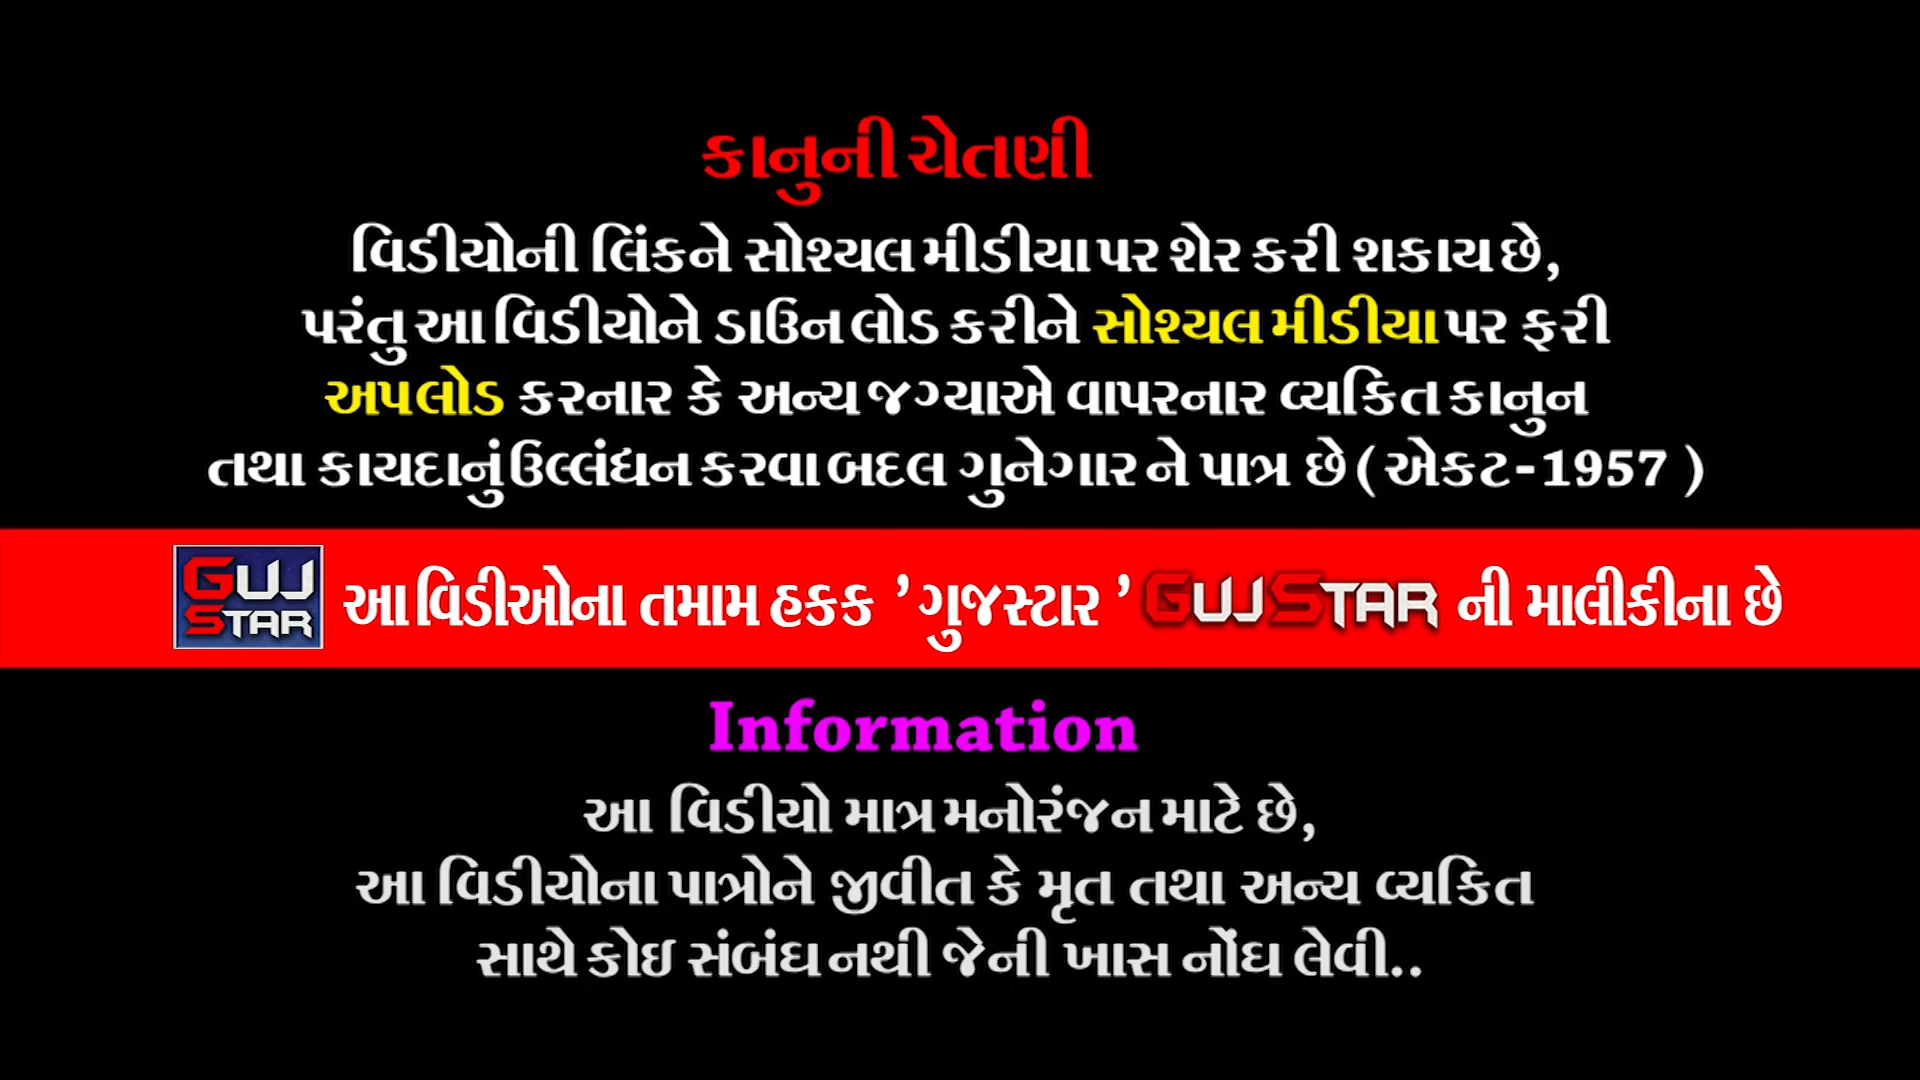 કાનુની ચેતણી
વિડીયોની લિંકને સોશ્યલ મીડીયા પર શેર કરી શકાય છે,
પરંતુ આ વિડીયોને ડાઉન લોડ કરીને સોશ્યલ મીડીયા પર ફરી
અપલોડ કરનાર કે અન્ય જગ્યાએ વાપરનાર વ્યકિત કાનુન
તથા કાયદાનું ઉલ્લંઘન કરવા બદલ ગુનેગાર ને પાત્ર છે ( એકટ-1957 )
GUJ STAR આ વિડીઓના તમામ હકક ’ ગુજસ્ટાર ’ GUJSTAR ની માલીકીના છે
Information
આ વિડીયો માત્ર મનોરંજન માટે છે,
આ વિડીયોના પાત્રોને જીવીત કે મૃત તથા અન્ય વ્યકિત
સાથે કોઇ સંબંઘ નથી જેની ખાસ નોંઘ લેવી..